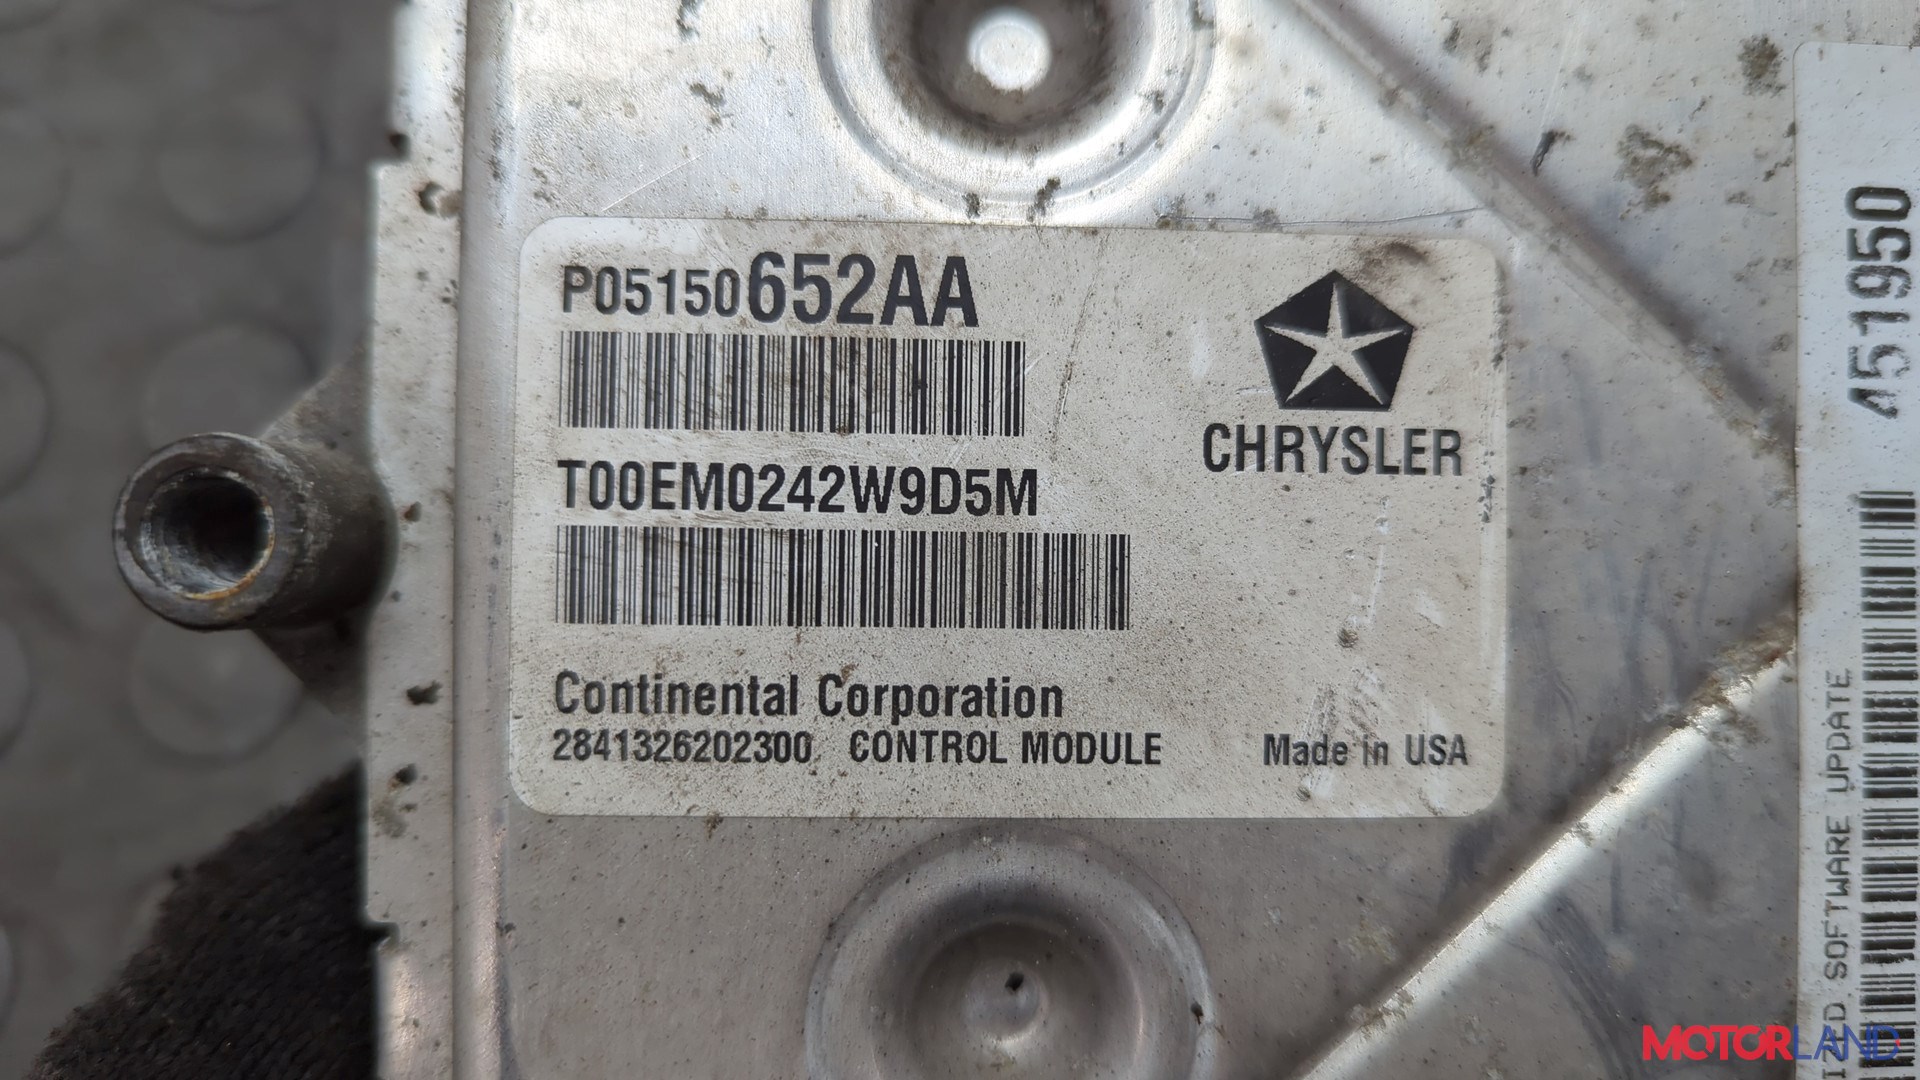 P05150652AA
CHRYSLER
T00EM0242W9D5M
Continental Corporation
2841326202300 CONTROL MODULE
Made in USA
451950
SOFTWARE UPDATE
MOTORLAND